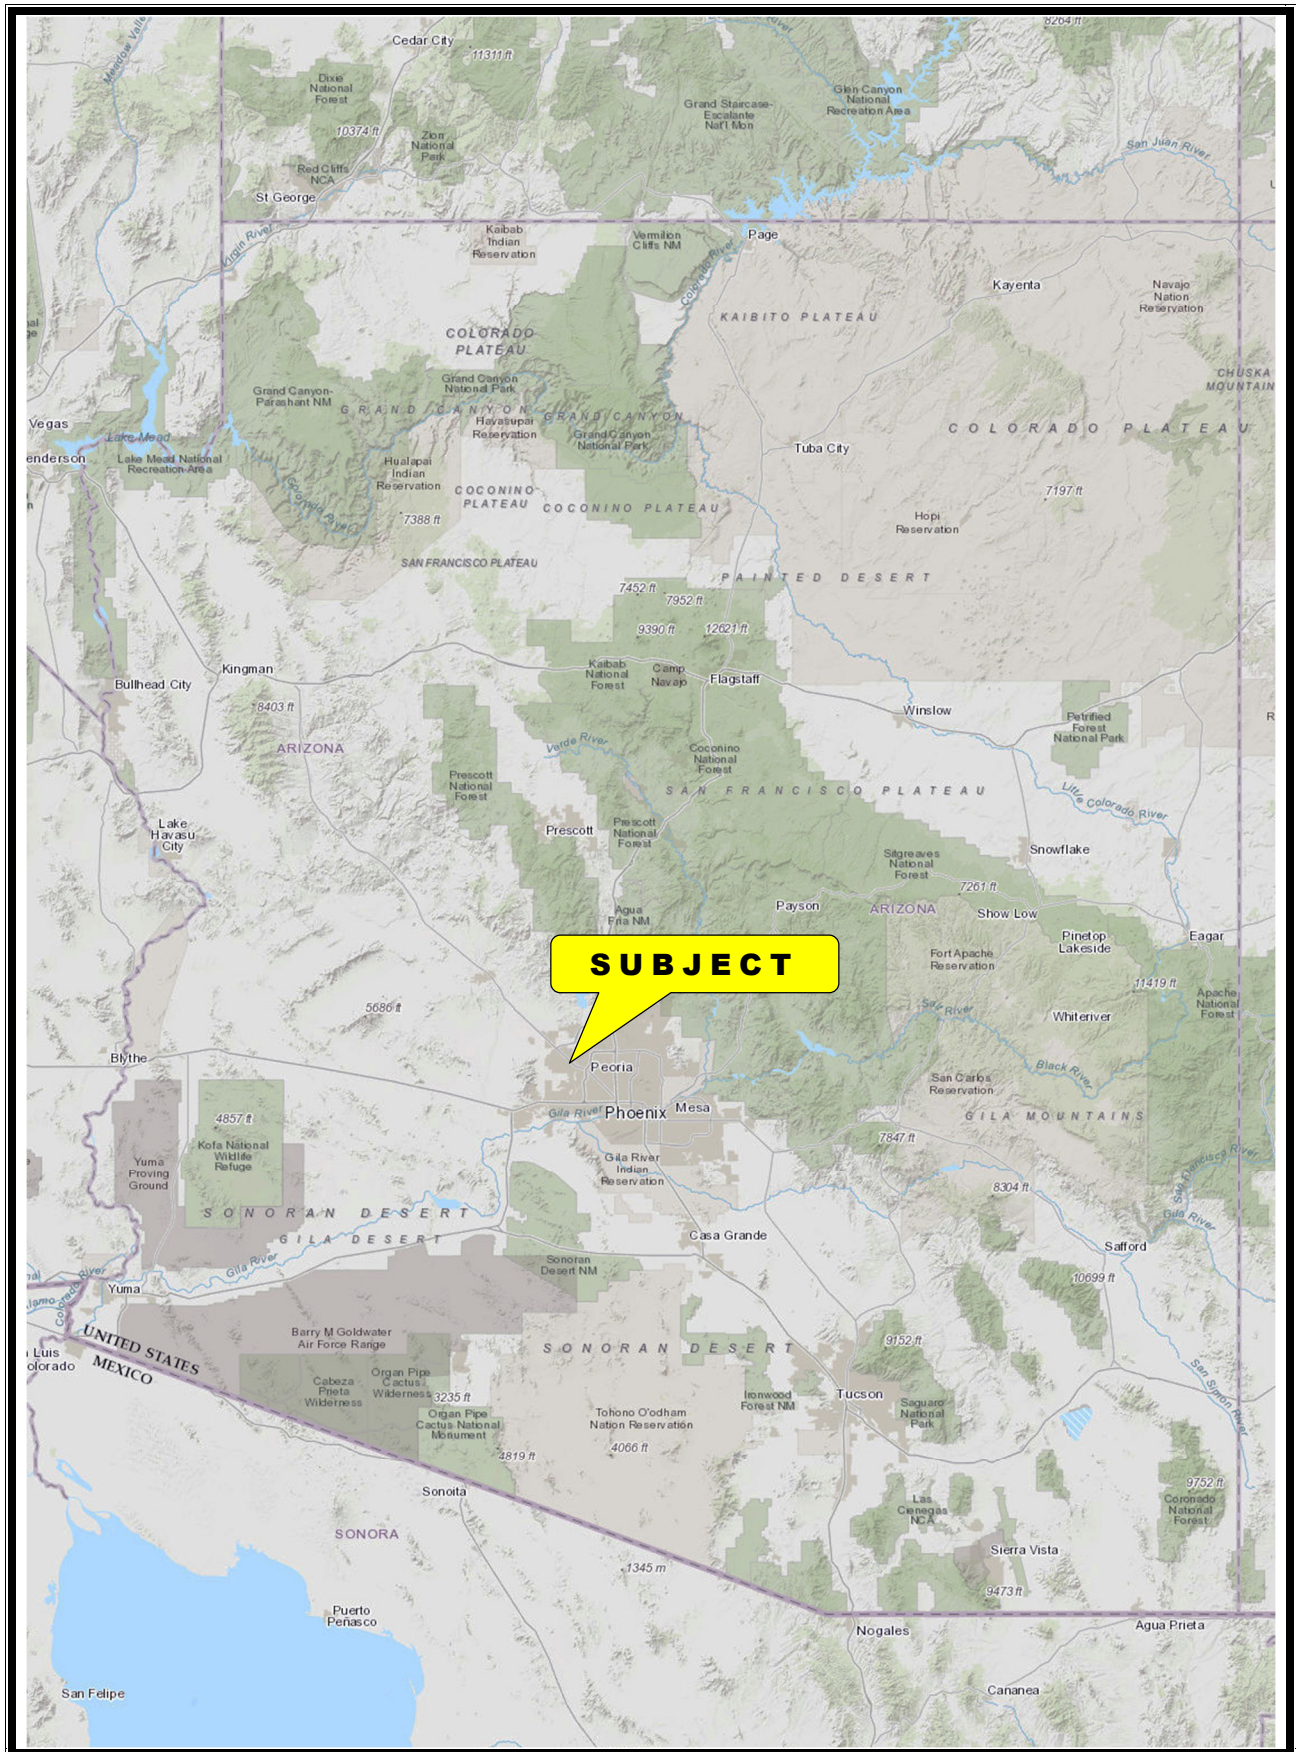 8264 ft
River
Cedar City
11311 ft
Meadow Valle
Dixie
National
Forest
Glen Canyon
National
Recreation Area
Grand Staircase-
Escalante
Nat'l Mon
10374 ft
Zion
National
Park
San Juan River
Red Cliffs
NCA
St George
U
Virgin River
Kaibab
Indian
Reservation
Vermilion
Cliffs NM
Page
Colorado River
Kayenta
Navajo
Nation
Reservation
KAIBITO PLATEAU
COLORADO
PLATEAU
CHUSKA
MOUNTAIN
Grand Canyon-
Parashant NM
Grand Canyon
National Park
GRAND CANYON
Havasupai
Reservation
GRAND CANYON
Grand Canyon
National Park
COLORADO PLATEAU
Vegas
Lake Mead
enderson
Lake Mead National
Recreation Area
Tuba City
Hualapai
Indian
Reservation
Colorado River
COCONINO
PLATEAU
COCONINO PLATEAU
7197 ft
7388 ft
Hopi
Reservation
SAN FRANCISCO PLATEAU
PAINTED DESERT
7452 ft
7952 ft
9390 ft
12621 ft
Kingman
Kaibab
National
Forest
Camp
Navajo
Flagstaff
Bullhead City
8403 ft
Winslow
Petrified
Forest
National Park
R
ARIZONA
Verde River
Coconino
National
Forest
Prescott
National
Forest
SAN FRANCISCO PLATEAU
Little Colorado River
Lake
Havasu
City
Prescott
Prescott
National
Forest
Snowflake
Sitgreaves
National
Forest
7261 ft
Payson
ARIZONA
Show Low
Agua
Fria NM
Pinetop
Lakeside
Eagar
SUBJECT
Fort Apache
Reservation
11419 ft
Apache
National
Forest
5686 ft
Salt River
Whiteriver
Blythe
Peoria
Black River
San Carlos
Reservation
Gila River
Phoenix
Mesa
GILA MOUNTAINS
4857 ft
Kofa National
Wildlife
Refuge
7847 ft
Yuma
Proving
Ground
Gila River
Indian
Reservation
San Francisco River
8304 ft
SONORAN DESERT
Gila River
GILA DESERT
Casa Grande
Safford
Gila River
Sonoran
Desert NM
10699 ft
nal
Yuma
Alamo
Colorado River
Barry M Goldwater
Air Force Range
UNITED STATES
MEXICO
SONORAN DESERT
9152 ft
n Luis
olorado
San Simon River
Cabeza
Prieta
Wilderness
Organ Pipe
Cactus
Wilderness
3235 ft
Ironwood
Forest NM
Tucson
Saguaro
National
Park
Organ Pipe
Cactus National
Monument
Tohono O'odham
Nation Reservation
4066 ft
4819 ft
9752 ft
Sonoita
Las
Cienegas
NCA
Coronado
National
Forest
SONORA
Sierra Vista
1345 m
9473 ft
Puerto
Peñasco
Nogales
Agua Prieta
San Felipe
Cananea